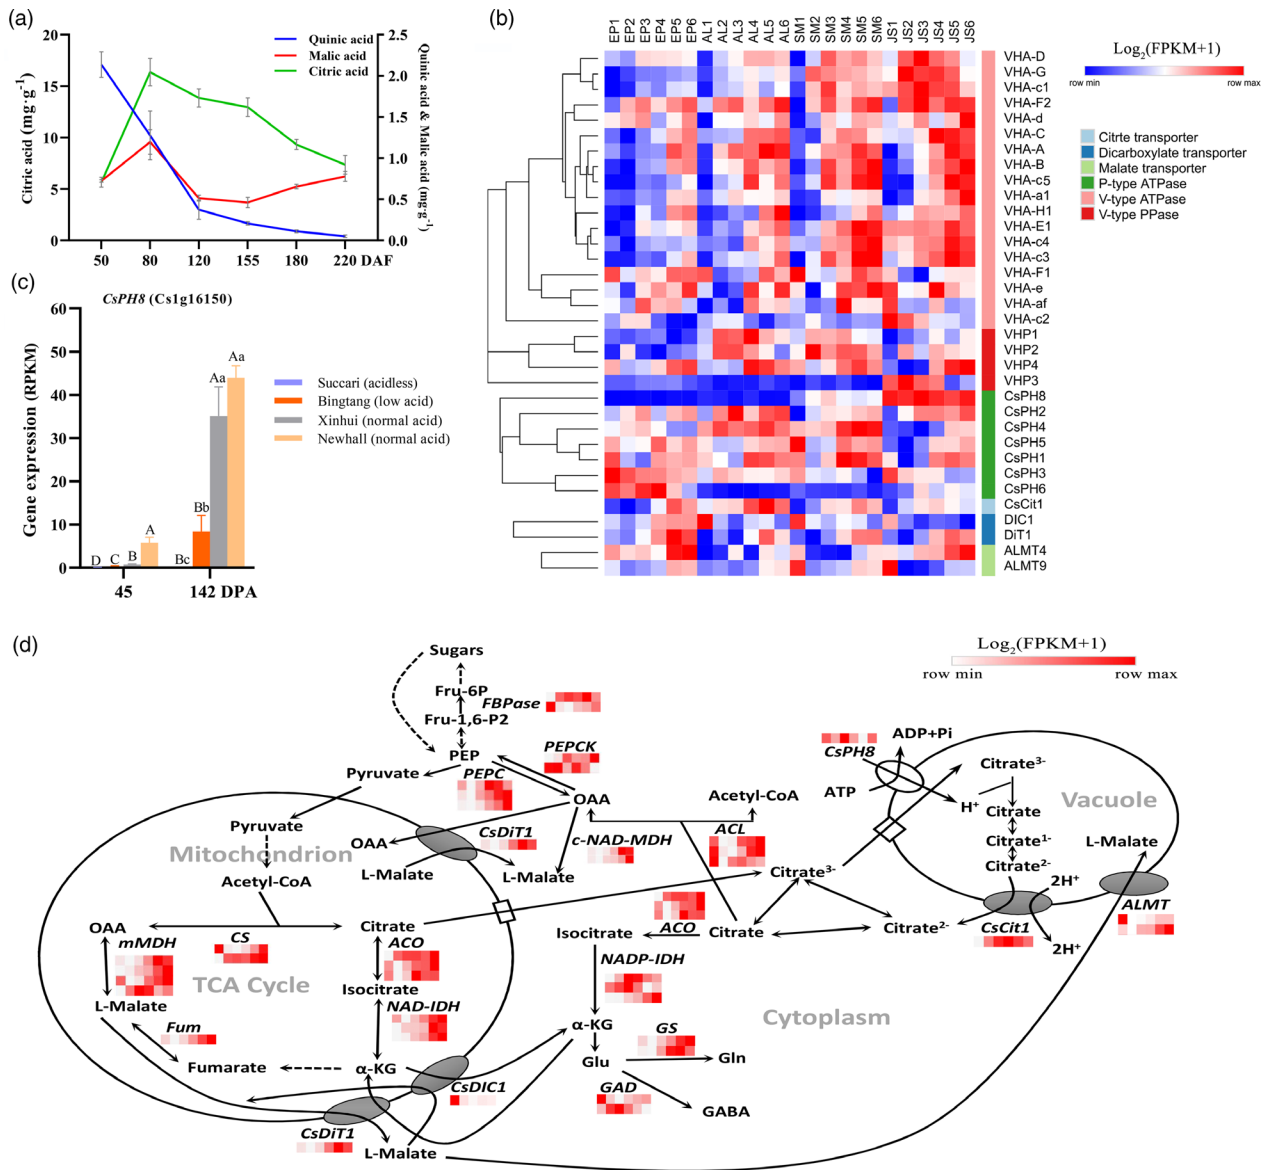 (a)
Quinic acid
Malic acid
Citric acid
Citric acid (mg·g⁻¹)
Quinic acid & Malic acid (mg·g⁻¹)
20
15
10
5
0
2.5
2.0
1.5
1.0
0.5
0.0
50 80 120 155 180 220 DAF
(b)
EP1 EP2 EP3 EP4 EP5 EP6 AL1 AL2 AL3 AL4 AL5 AL6 SM1 SM2 SM3 SM4 SM5 SM6 JS1 JS2 JS3 JS4 JS5 JS6
VHA-D
VHA-G
VHA-c1
VHA-F2
VHA-d
VHA-C
VHA-A
VHA-B
VHA-c5
VHA-a1
VHA-H1
VHA-E1
VHA-c4
VHA-c3
VHA-F1
VHA-e
VHA-af
VHA-c2
VHP1
VHP2
VHP4
VHP3
CsPH8
CsPH2
CsPH4
CsPH5
CsPH1
CsPH3
CsPH6
CsCit1
DIC1
DiT1
ALMT4
ALMT9
Log₂(FPKM+1)
row min row max
Citrte transporter
Dicarboxylate transporter
Malate transporter
P-type ATPase
V-type ATPase
V-type PPase
(c)
CsPH8 (Cs1g16150)
Gene expression (RPKM)
60
50
40
30
20
10
0
D C B A
Bc Bb Aa Aa
45 142 DPA
Succari (acidless)
Bingtang (low acid)
Xinhui (normal acid)
Newhall (normal acid)
(d)
Log₂(FPKM+1)
row min row max
Sugars
Fru-6P
FBPase
Fru-1,6-P2
PEP
PEPCK
PEPC
Pyruvate
OAA
Acetyl-CoA
CsPH8
ADP+Pi
ATP
H⁺
Citrate³⁻
Citrate
Citrate¹⁻
Citrate²⁻
Vacuole
L-Malate
2H⁺
2H⁺
CsCit1
ALMT
Pyruvate
Mitochondrion
Acetyl-CoA
OAA
L-Malate
CsDiT1
L-Malate
c-NAD-MDH
ACL
Citrate³⁻
Citrate²⁻
Citrate
ACO
Isocitrate
OAA
mMDH
CS
Citrate
ACO
Isocitrate
TCA Cycle
L-Malate
NAD-IDH
Fum
Fumarate
α-KG
NADP-IDH
α-KG
Glu
GS
Gln
GAD
GABA
Cytoplasm
CsDIC1
CsDiT1
L-Malate